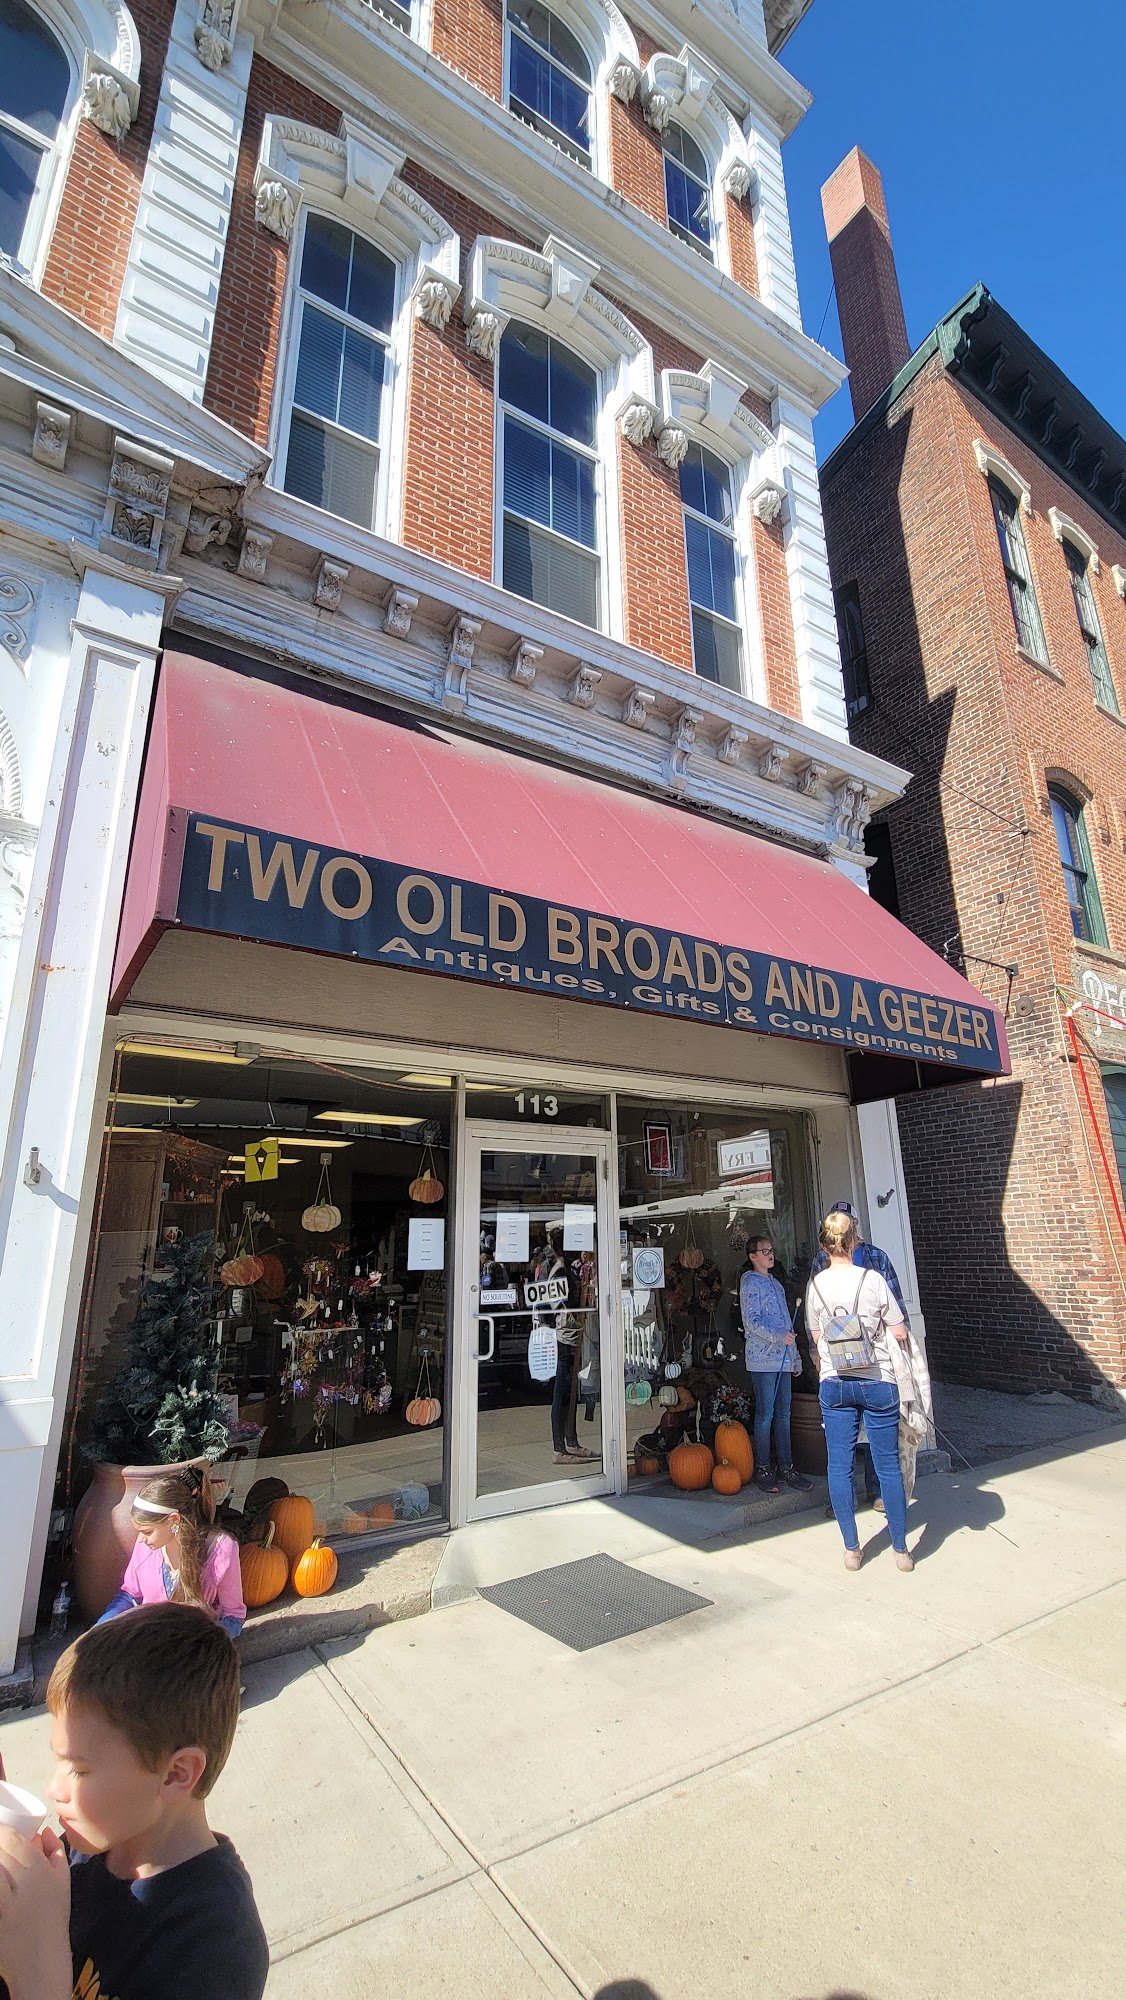 TWO OLD BROADS AND A GEEZER
Antiques, Gifts & Consignments
113
NO SOLICITING
OPEN